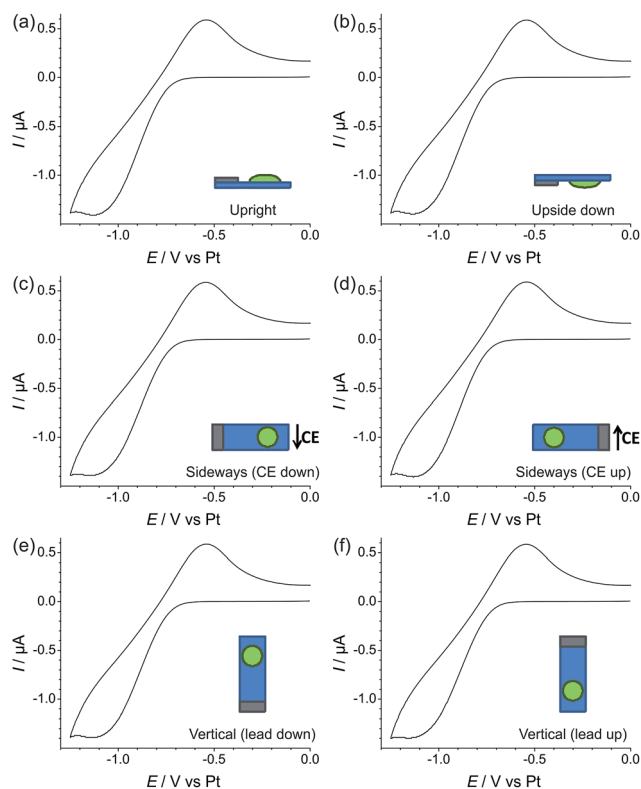 (a)
0.5
0.0
-0.5
-1.0
I / µA
Upright
-1.0
-0.5
0.0
E / V vs Pt
(b)
0.5
0.0
-0.5
-1.0
I / µA
Upside down
-1.0
-0.5
0.0
E / V vs Pt
(c)
0.5
0.0
-0.5
-1.0
I / µA
CE
Sideways (CE down)
-1.0
-0.5
0.0
E / V vs Pt
(d)
0.5
0.0
-0.5
-1.0
I / µA
CE
Sideways (CE up)
-1.0
-0.5
0.0
E / V vs Pt
(e)
0.5
0.0
-0.5
-1.0
I / µA
Vertical (lead down)
-1.0
-0.5
0.0
E / V vs Pt
(f)
0.5
0.0
-0.5
-1.0
I / µA
Vertical (lead up)
-1.0
-0.5
0.0
E / V vs Pt